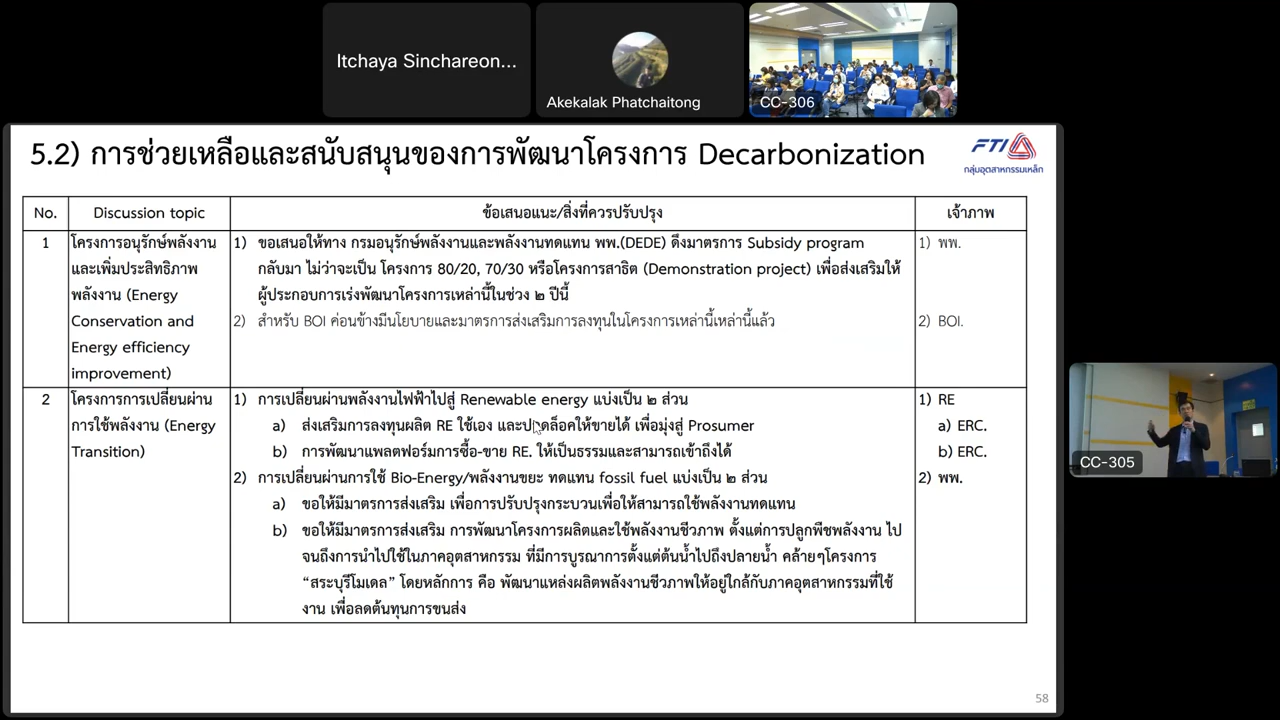 Itchaya Sinchareon...
Akekalak Phatchaitong
CC-306
5.2) การช่วยเหลือและสนับสนุนของการพัฒนาโครงการ Decarbonization
FTI
กลุ่มอุตสาหกรรมเหล็ก
No. Discussion topic ข้อเสนอแนะ/สิ่งที่ควรปรับปรุง เจ้าภาพ
1 โครงการอนุรักษ์พลังงาน 1) ขอเสนอให้ทาง กรมอนุรักษ์พลังงานและพลังงานทดแทน พพ.(DEDE) ดึงมาตรการ Subsidy program 1) พพ.
และเพิ่มประสิทธิภาพ กลับมา ไม่ว่าจะเป็น โครงการ 80/20, 70/30 หรือโครงการสาธิต (Demonstration project) เพื่อส่งเสริมให้
พลังงาน (Energy ผู้ประกอบการเร่งพัฒนาโครงการเหล่านี้ในช่วง ๒ ปีนี้
Conservation and 2) สำหรับ BOI ค่อนข้างมีนโยบายและมาตรการส่งเสริมการลงทุนในโครงการเหล่านี้เหล่านี้แล้ว 2) BOI.
Energy efficiency
improvement)
2 โครงการการเปลี่ยนผ่าน 1) การเปลี่ยนผ่านพลังงานไฟฟ้าไปสู่ Renewable energy แบ่งเป็น ๒ ส่วน 1) RE
การใช้พลังงาน (Energy a) ส่งเสริมการลงทุนผลิต RE ใช้เอง และปลดล็อคให้ขายได้ เพื่อมุ่งสู่ Prosumer a) ERC.
Transition) b) การพัฒนาแพลตฟอร์มการซื้อ-ขาย RE. ให้เป็นธรรมและสามารถเข้าถึงได้ b) ERC.
2) การเปลี่ยนผ่านการใช้ Bio-Energy/พลังงานขยะ ทดแทน fossil fuel แบ่งเป็น ๒ ส่วน 2) พพ.
a) ขอให้มีมาตรการส่งเสริม เพื่อการปรับปรุงกระบวนเพื่อให้สามารถใช้พลังงานทดแทน
b) ขอให้มีมาตรการส่งเสริม การพัฒนาโครงการผลิตและใช้พลังงานชีวภาพ ตั้งแต่การปลูกพืชพลังงาน ไป
จนถึงการนำไปใช้ในภาคอุตสาหกรรม ที่มีการบูรณาการตั้งแต่ต้นน้ำไปถึงปลายน้ำ คล้ายๆโครงการ
“สระบุรีโมเดล” โดยหลักการ คือ พัฒนาแหล่งผลิตพลังงานชีวภาพให้อยู่ใกล้กับภาคอุตสาหกรรมที่ใช้
งาน เพื่อลดต้นทุนการขนส่ง
CC-305
58